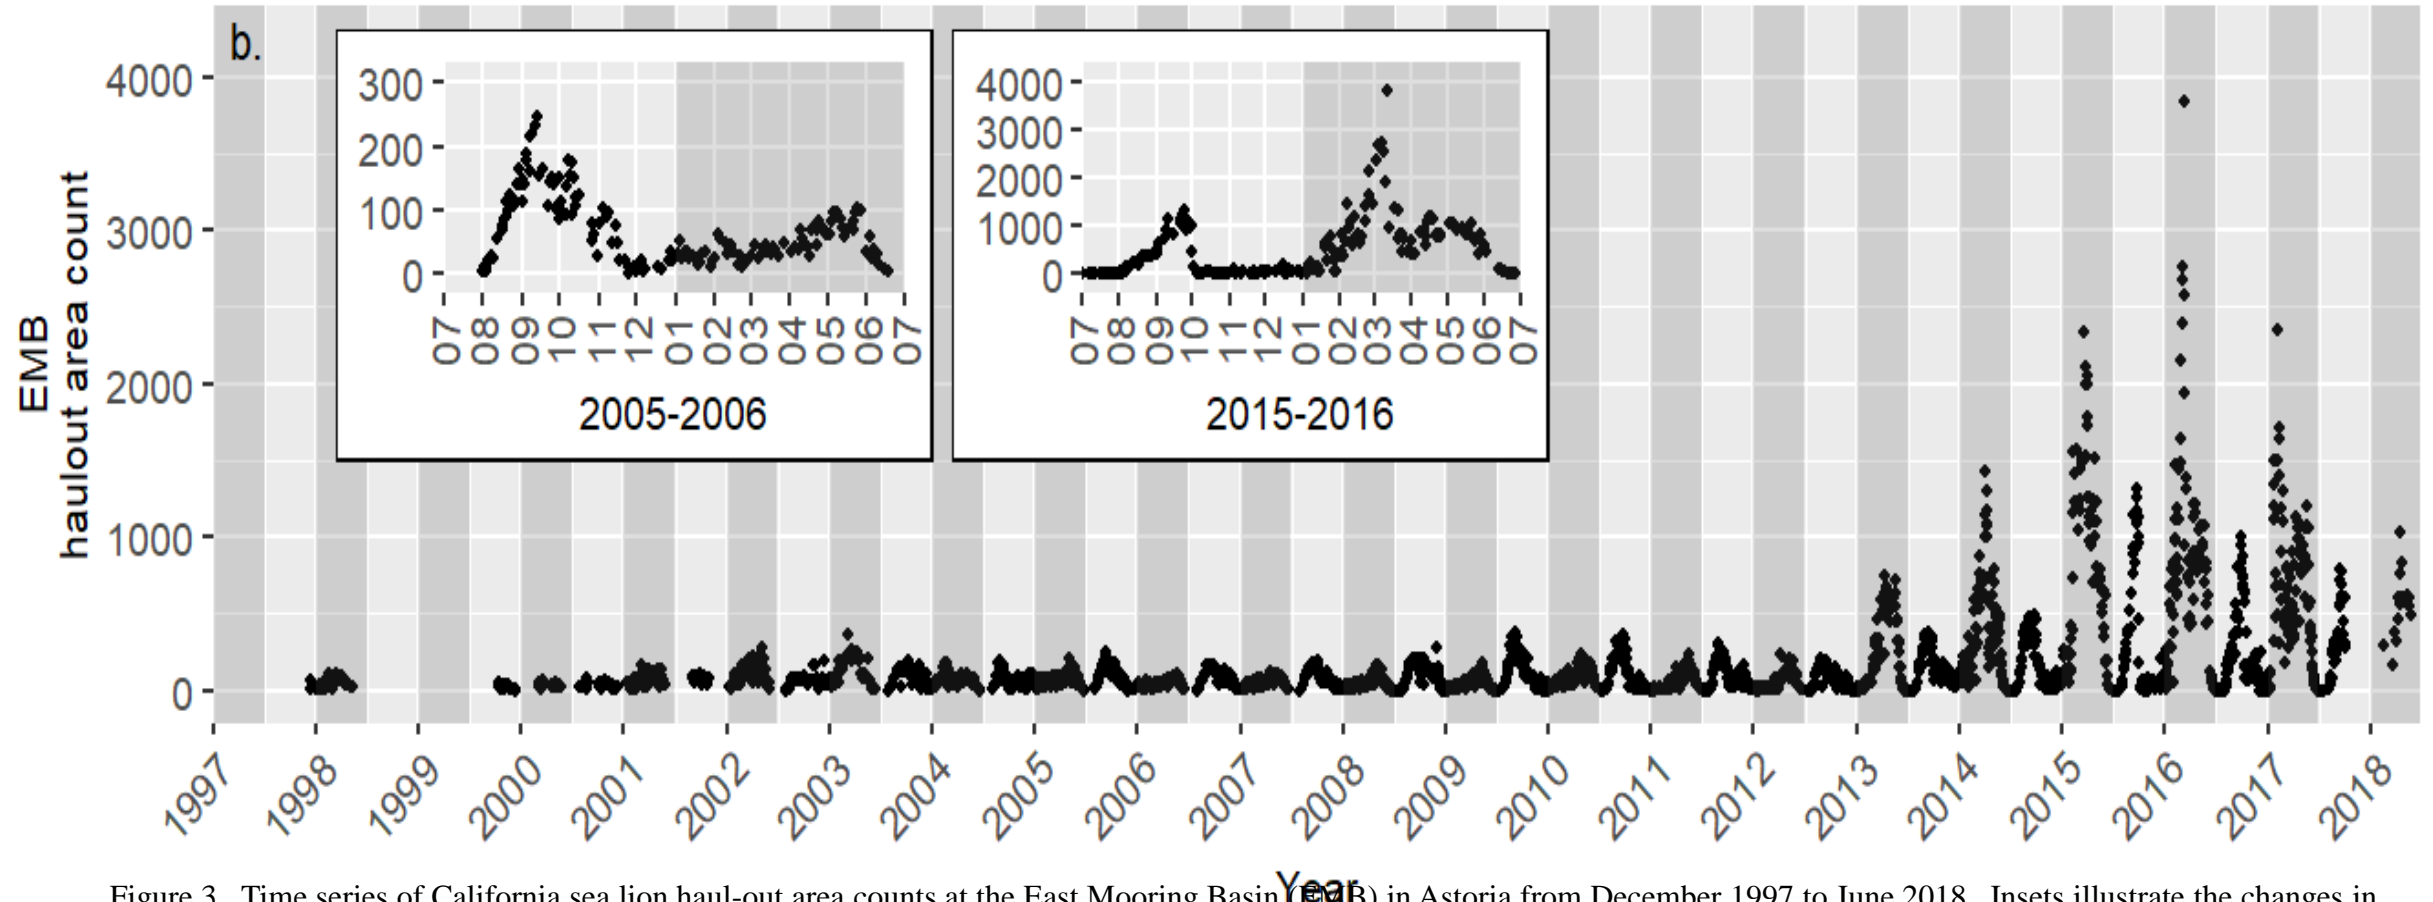 b.
EMB
haulout area count
4000
3000
2000
1000
0
300
200
100
0
07 08 09 10 11 12 01 02 03 04 05 06 07
2005-2006
4000
3000
2000
1000
0
07 08 09 10 11 12 01 02 03 04 05 06 07
2015-2016
1997 1998 1999 2000 2001 2002 2003 2004 2005 2006 2007 2008 2009 2010 2011 2012 2013 2014 2015 2016 2017 2018
Year
Figure 3. Time series of California sea lion haul-out area counts at the East Mooring Basin (EMB) in Astoria from December 1997 to June 2018. Insets illustrate the changes in